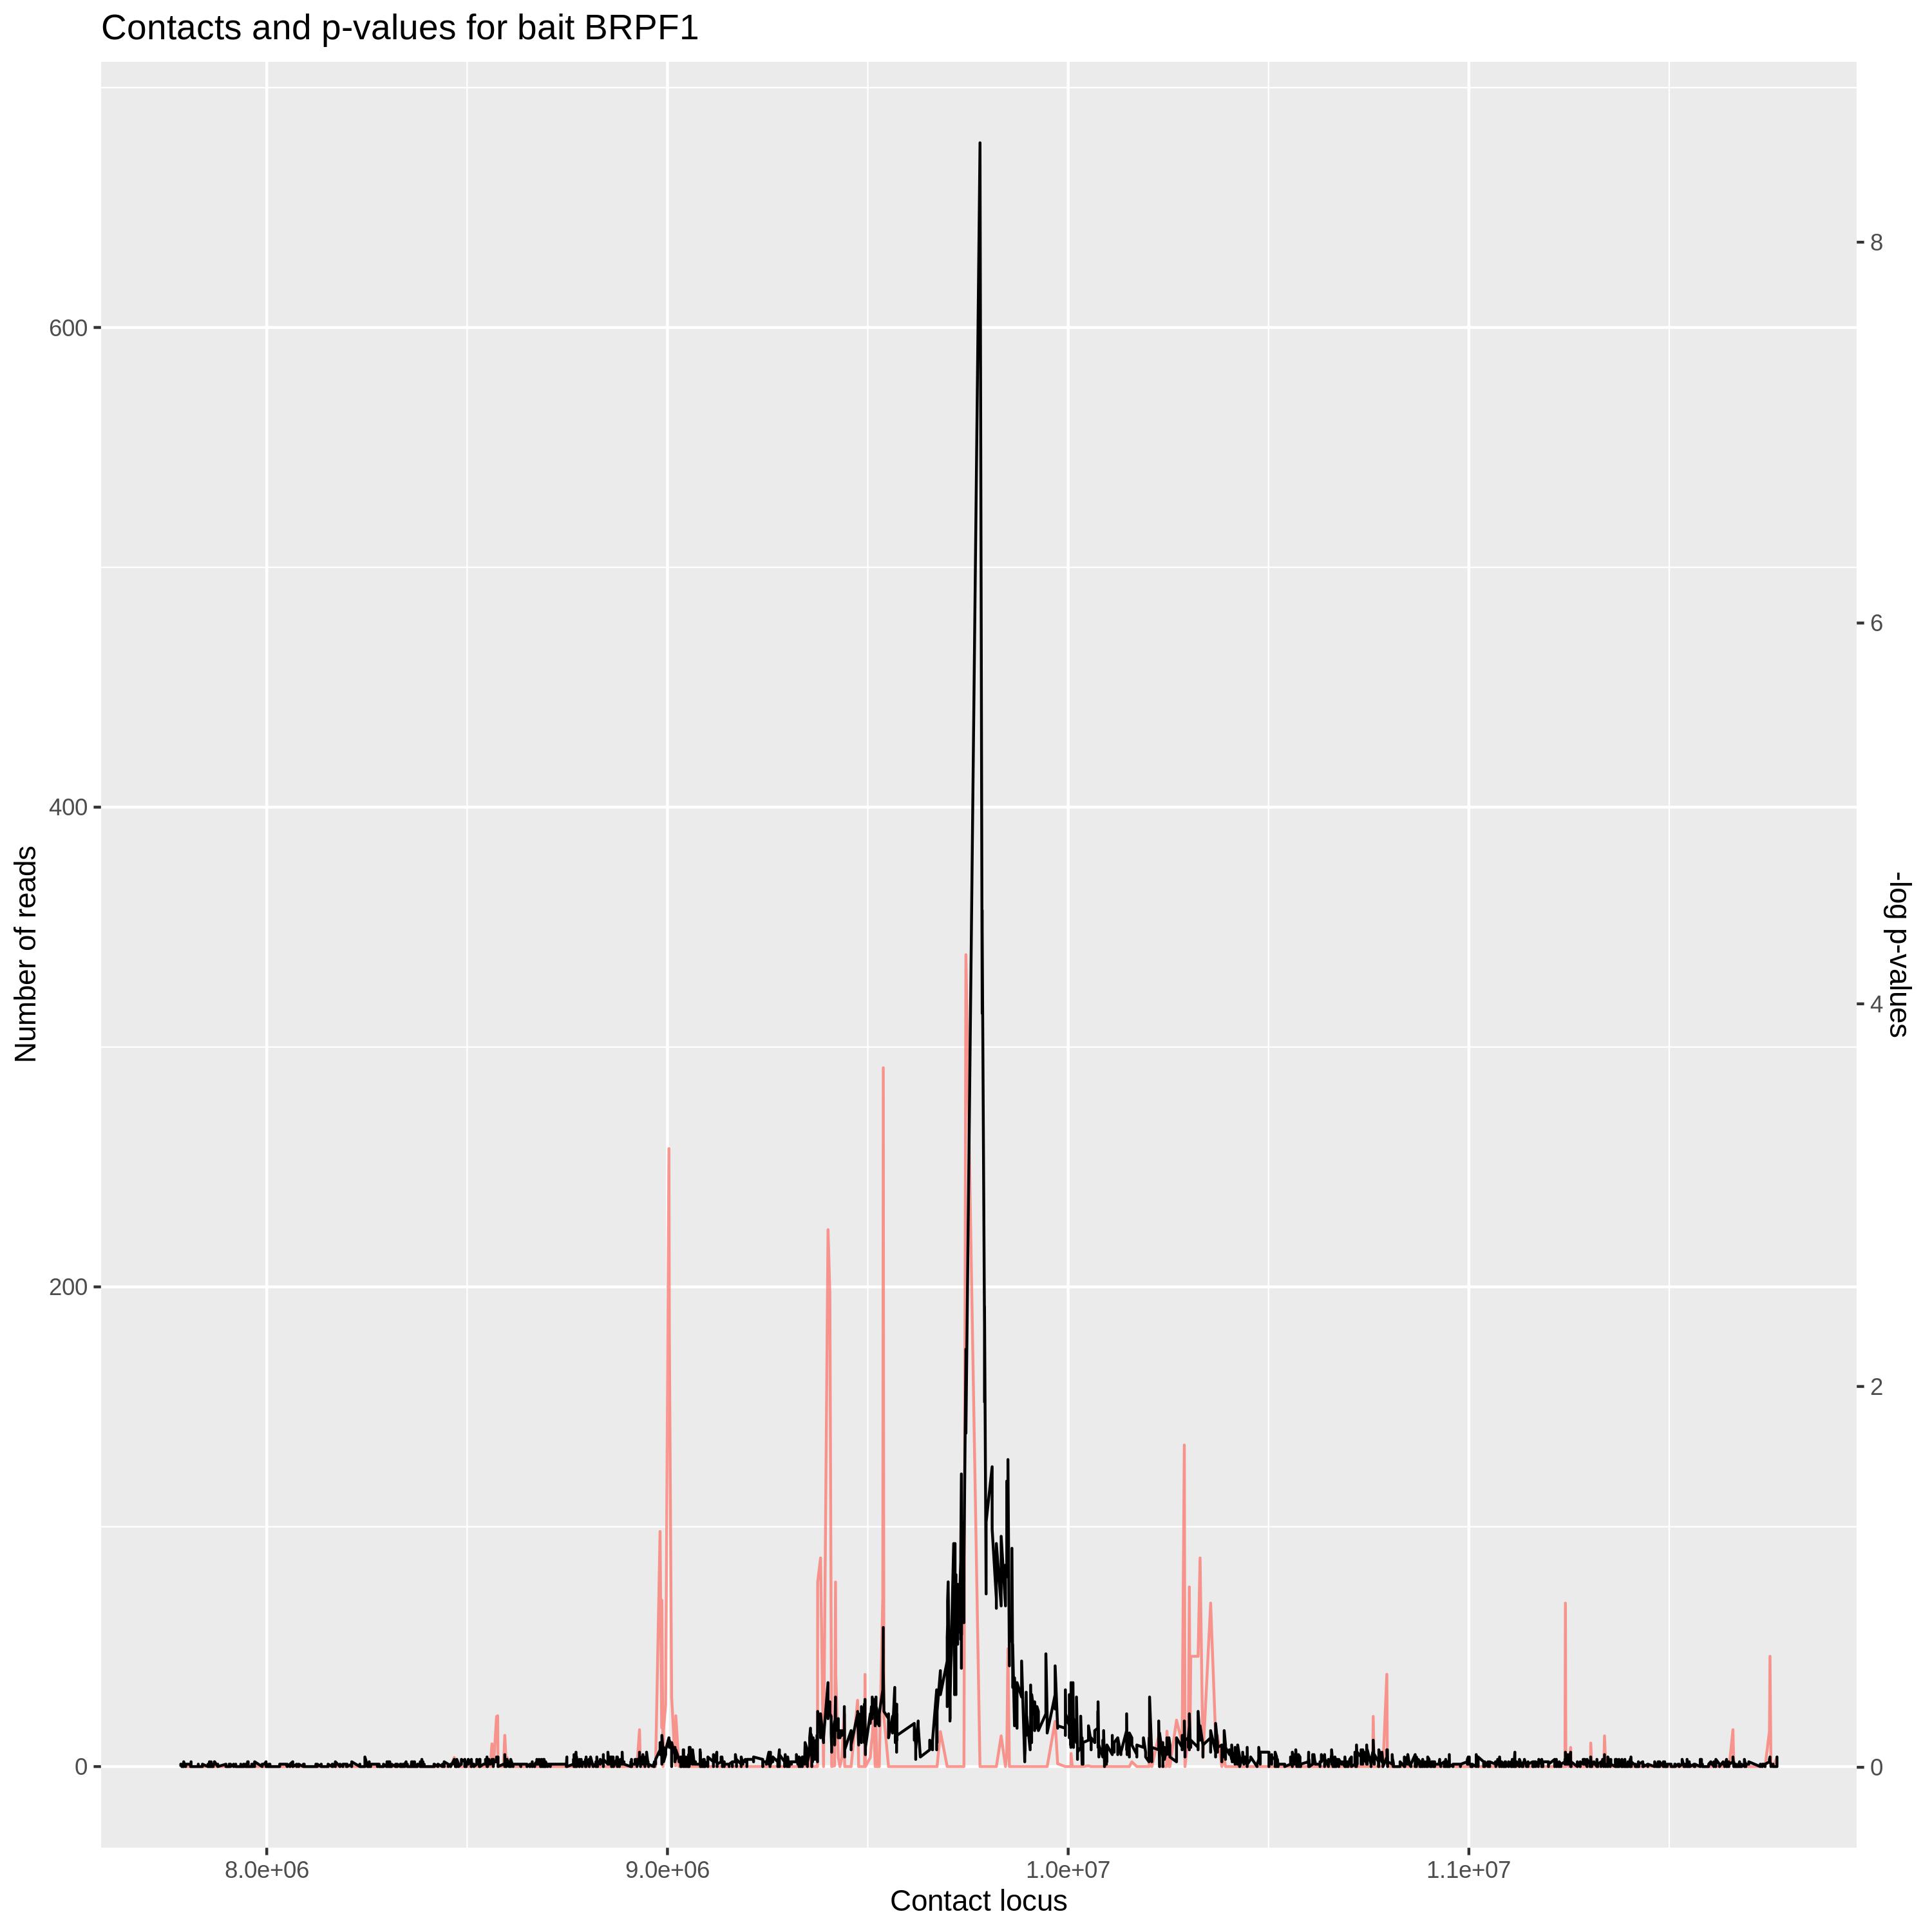 Contacts and p-values for bait BRPF1
600
400
200
0
Number of reads
8
6
4
2
0
-log p-values
8.0e+06
9.0e+06
1.0e+07
1.1e+07
Contact locus